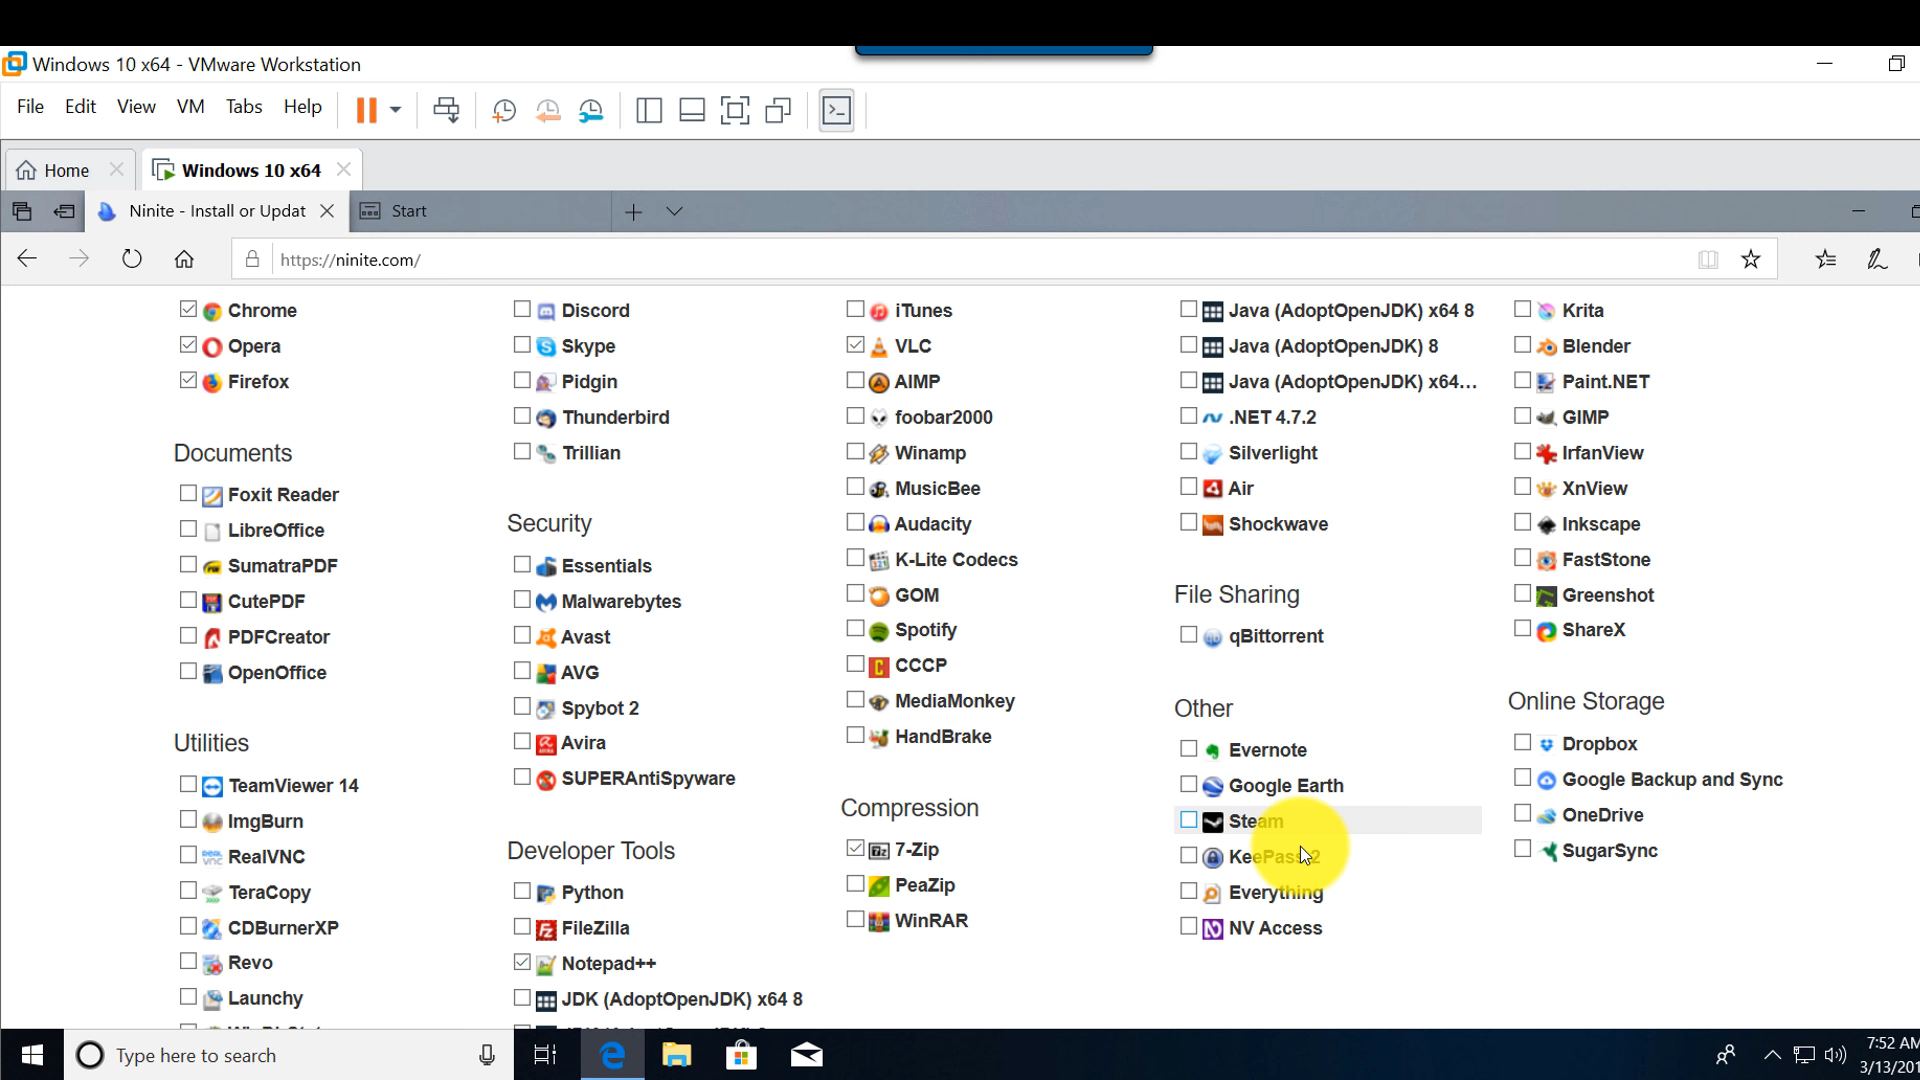 Windows 10 x64 - VMware Workstation
File Edit View VM Tabs Help
Home
Windows 10 x64
Ninite - Install or Updat
Start
https://ninite.com/
Chrome
Opera
Firefox
Documents
Foxit Reader
LibreOffice
SumatraPDF
CutePDF
PDFCreator
OpenOffice
Utilities
TeamViewer 14
ImgBurn
RealVNC
TeraCopy
CDBurnerXP
Revo
Launchy
Discord
Skype
Pidgin
Thunderbird
Trillian
Security
Essentials
Malwarebytes
Avast
AVG
Spybot 2
Avira
SUPERAntiSpyware
Developer Tools
Python
FileZilla
Notepad++
JDK (AdoptOpenJDK) x64 8
iTunes
VLC
AIMP
foobar2000
Winamp
MusicBee
Audacity
K-Lite Codecs
GOM
Spotify
CCCP
MediaMonkey
HandBrake
Compression
7-Zip
PeaZip
WinRAR
Java (AdoptOpenJDK) x64 8
Java (AdoptOpenJDK) 8
Java (AdoptOpenJDK) x64...
.NET 4.7.2
Silverlight
Air
Shockwave
File Sharing
qBittorrent
Other
Evernote
Google Earth
Steam
KeePass 2
Everything
NV Access
Krita
Blender
Paint.NET
GIMP
IrfanView
XnView
Inkscape
FastStone
Greenshot
ShareX
Online Storage
Dropbox
Google Backup and Sync
OneDrive
SugarSync
Type here to search
7:52 AM
3/13/201